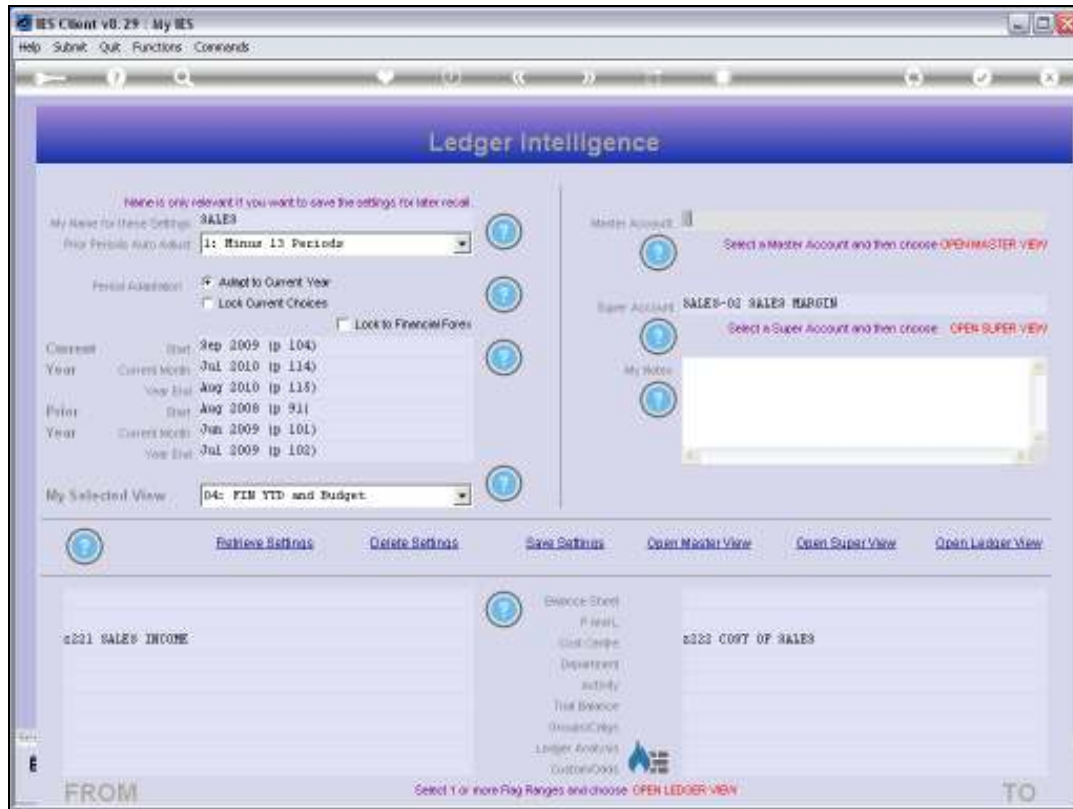 IES Client v8.29 : My IES
Help Submit Quit Functions Commands
Ledger Intelligence
Name is only relevant if you want to save the settings for later recall.
My Name for these Settings SALES
Prior Periods Auto Adjust 1: Minus 13 Periods
Period Adaptation Adapt to Current Year
Lock Current Choices
Lock to Financial Forex
Current Start Sep 2009 (p 104)
Year Current Month Jul 2010 (p 114)
Year End Aug 2010 (p 115)
Prior Start Aug 2008 (p 91)
Year Current Month Jun 2009 (p 101)
Year End Jul 2009 (p 102)
My Selected View 04: FIN YTD and Budget
Master Account
Select a Master Account and then choose OPEN MASTER VIEW
Super Account SALES-02 SALES MARGIN
Select a Super Account and then choose OPEN SUPER VIEW
My Notes
Retrieve Settings Delete Settings Save Settings Open Master View Open Super View Open Ledger View
Balance Sheet
P and L
c221 SALES INCOME Cost Centre c222 COST OF SALES
Department
Activity
Trial Balance
Ledger Analysis
FROM Select 1 or more Flag Ranges and choose OPEN LEDGER VIEW TO